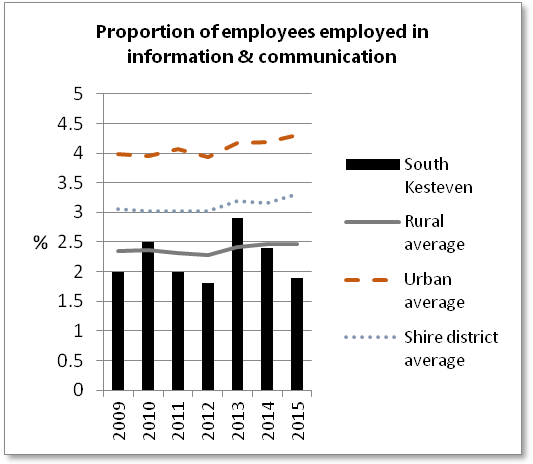 Proportion of employees employed in
information & communication
5
4.5
4
3.5
3
2.5
2
1.5
1
0.5
0
%
2009
2010
2011
2012
2013
2014
2015
South
Kesteven
Rural
average
Urban
average
Shire district
average